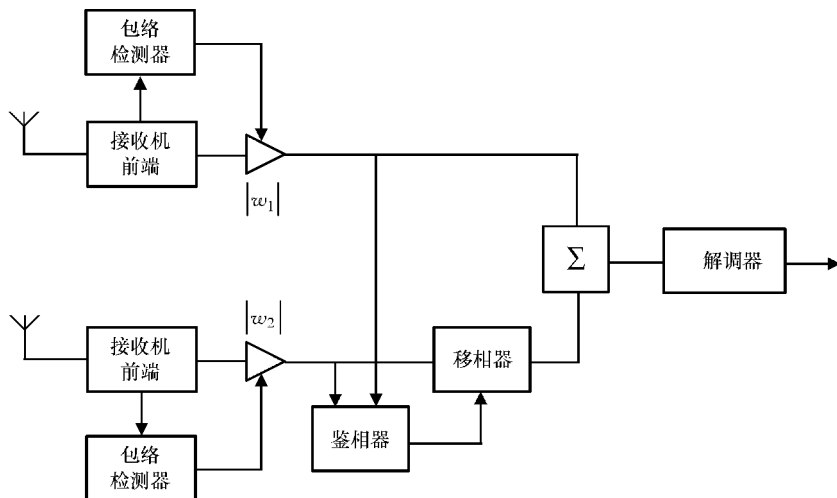 包络
检测器
接收机
前端
|w₁|
∑
解调器
|w₂|
接收机
前端
移相器
鉴相器
包络
检测器